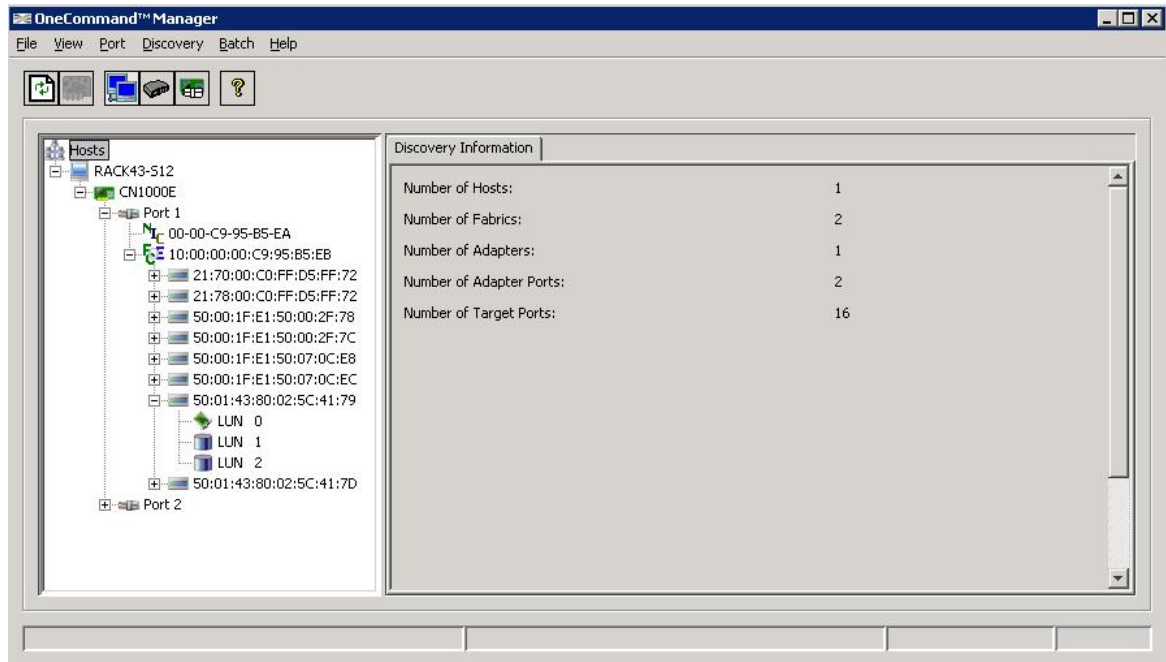 OneCommand™ Manager
File View Port Discovery Batch Help
Hosts
RACK43-S12
CN1000E
Port 1
NIC 00-00-C9-95-B5-EA
FCoE 10:00:00:00:C9:95:B5:EB
21:70:00:C0:FF:D5:FF:72
21:78:00:C0:FF:D5:FF:72
50:00:1F:E1:50:00:2F:78
50:00:1F:E1:50:00:2F:7C
50:00:1F:E1:50:07:0C:E8
50:00:1F:E1:50:07:0C:EC
50:01:43:80:02:5C:41:79
LUN 0
LUN 1
LUN 2
50:01:43:80:02:5C:41:7D
Port 2
Discovery Information
Number of Hosts: 1
Number of Fabrics: 2
Number of Adapters: 1
Number of Adapter Ports: 2
Number of Target Ports: 16